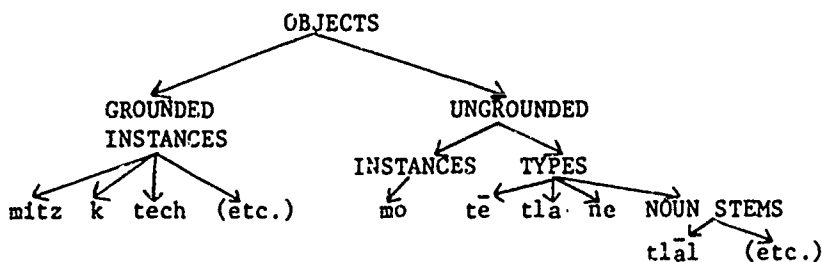 OBJECTS
GROUNDED UNGROUNDED
INSTANCES
INSTANCES TYPES
mitz k tech (etc.) mo tē tla ne NOUN STEMS
tlāl (etc.)